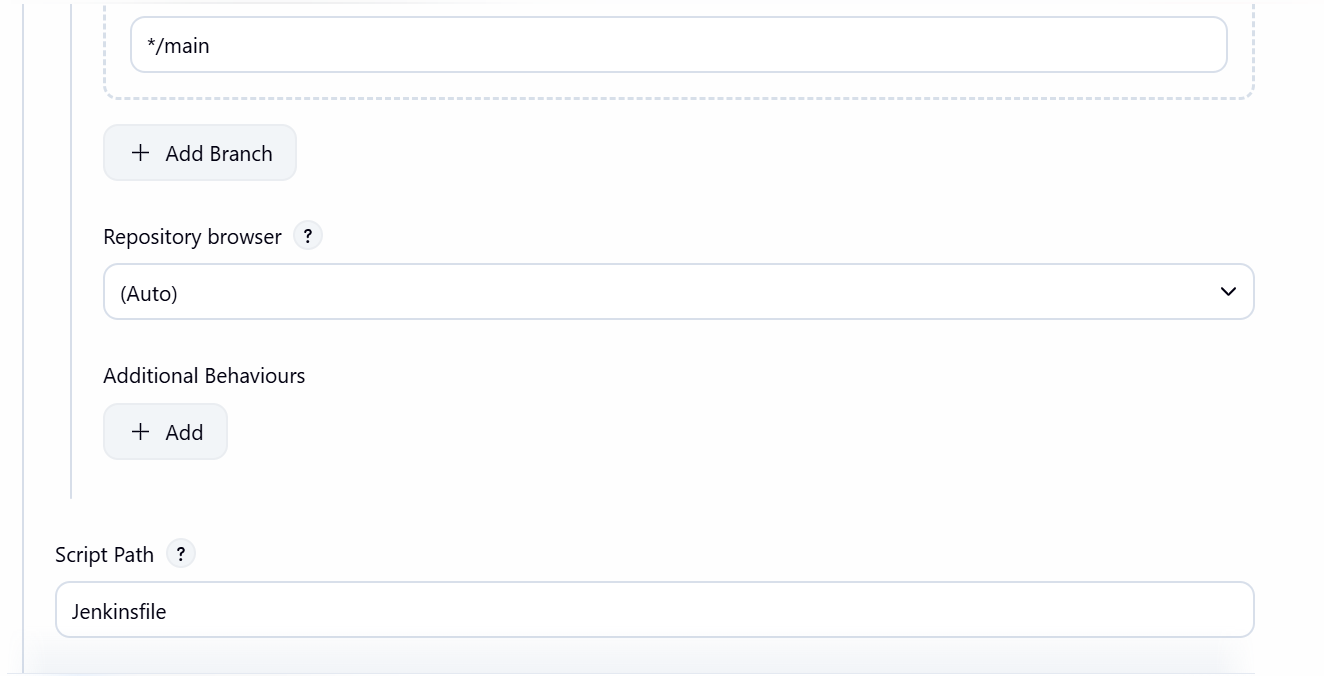 */main
+ Add Branch
Repository browser ?
(Auto)
Additional Behaviours
+ Add
Script Path ?
Jenkinsfile